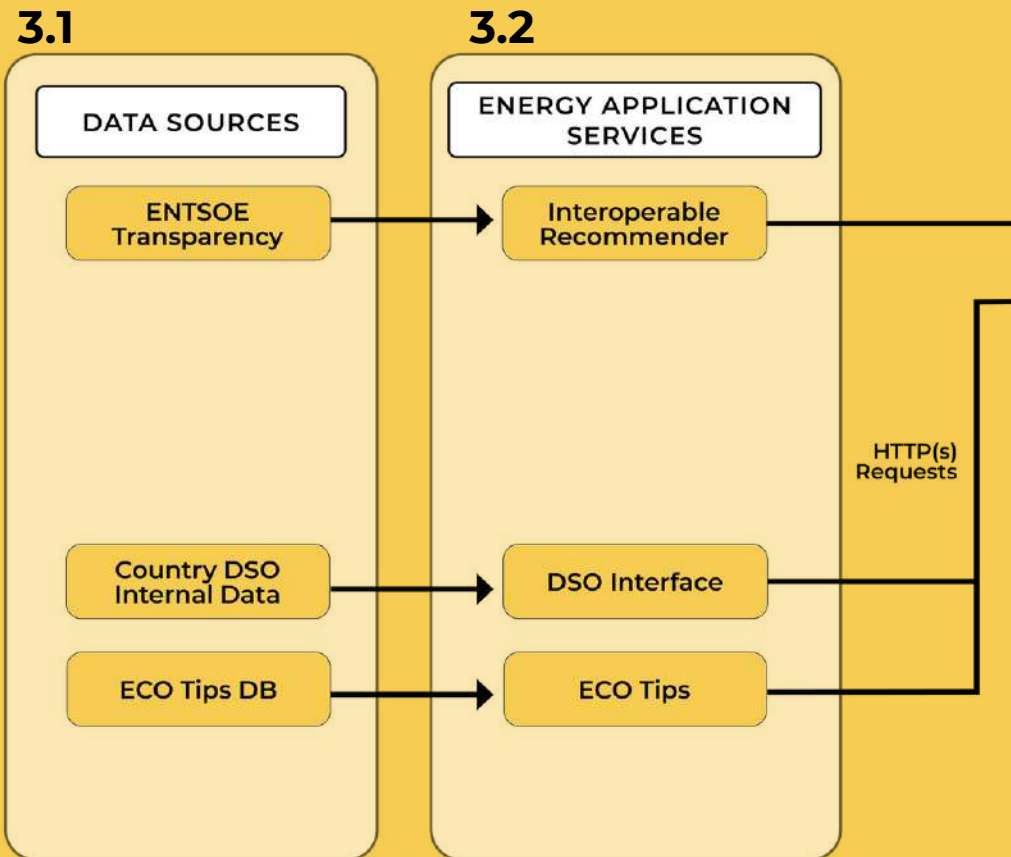 3.1
3.2
DATA SOURCES
ENERGY APPLICATION
SERVICES
ENTSOE
Transparency
Interoperable
Recommender
HTTP(s)
Requests
Country DSO
Internal Data
DSO Interface
ECO Tips DB
ECO Tips